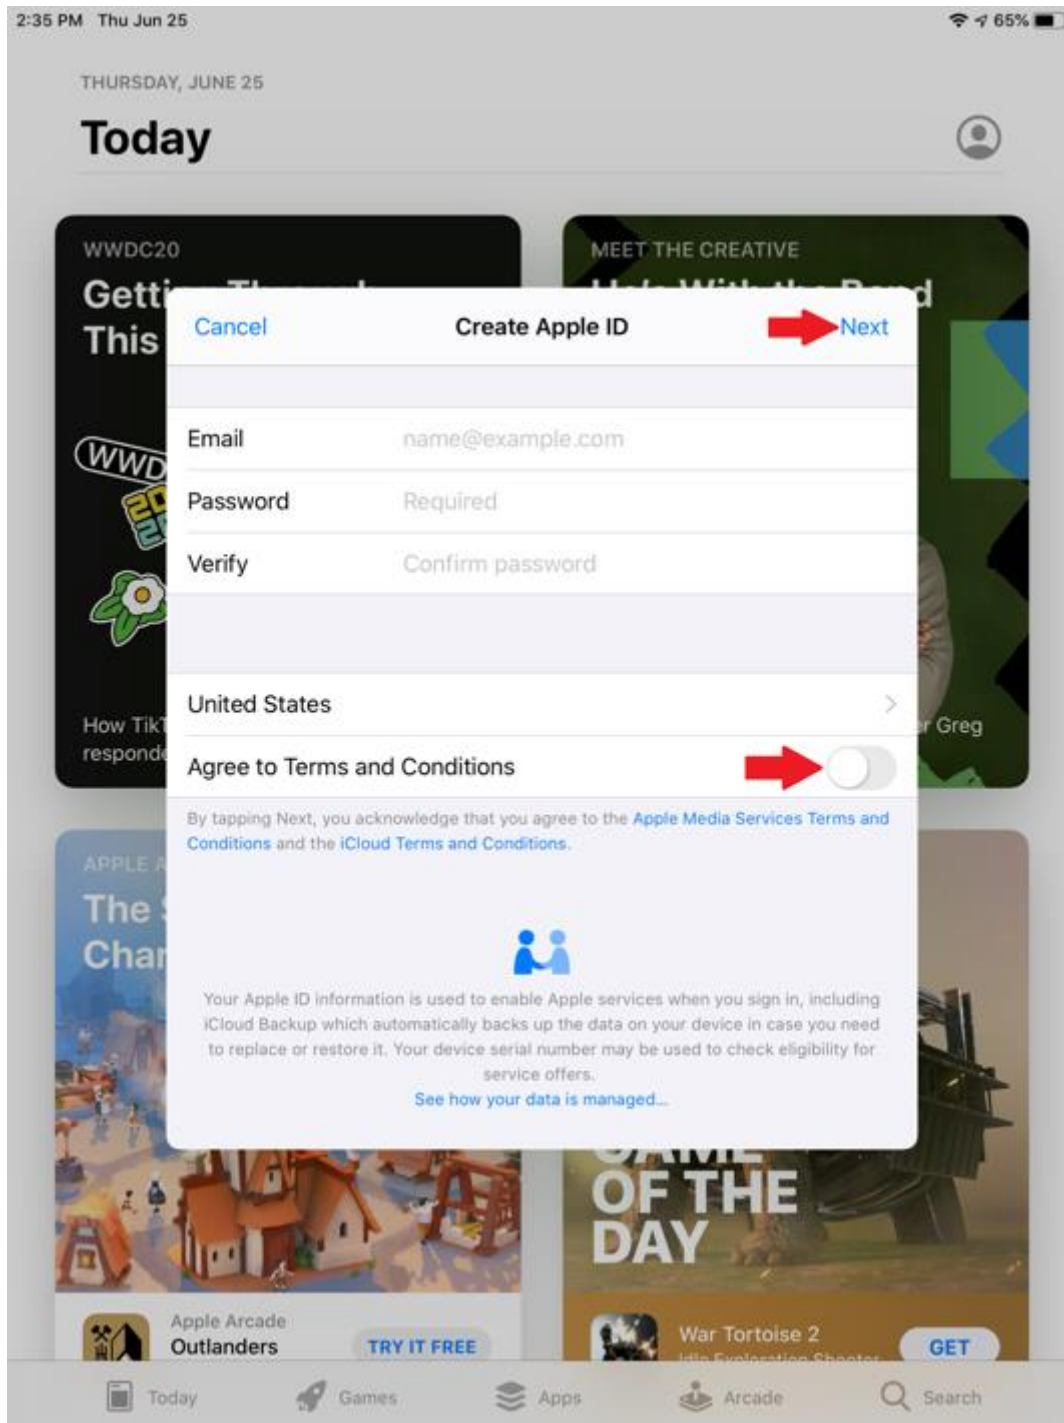 2:35 PM Thu Jun 25
65%
THURSDAY, JUNE 25
Today
WWDC20
This
MEET THE CREATIVE
Cancel
Create Apple ID
Next
Email
name@example.com
Password
Required
Verify
Confirm password
United States
Agree to Terms and Conditions
By tapping Next, you acknowledge that you agree to the Apple Media Services Terms and
Conditions and the iCloud Terms and Conditions.
Your Apple ID information is used to enable Apple services when you sign in, including
iCloud Backup which automatically backs up the data on your device in case you need
to replace or restore it. Your device serial number may be used to check eligibility for
service offers.
See how your data is managed...
How
Greg
The
OF THE
DAY
Apple Arcade
Outlanders
TRY IT FREE
War Tortoise 2
GET
Today
Games
Apps
Arcade
Search